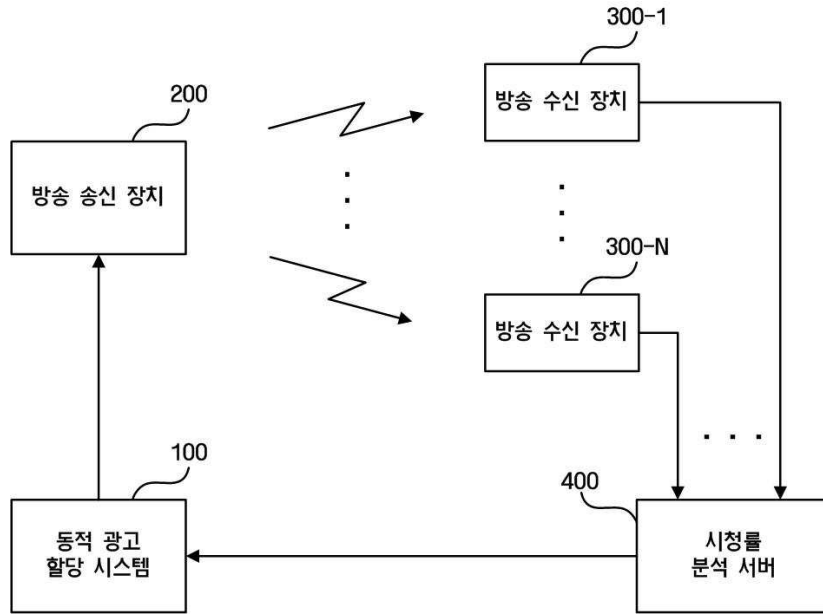 300-1
방송 수신 장치
200
방송 송신 장치
300-N
방송 수신 장치
100
동적 광고
할당 시스템
400
시청률
분석 서버